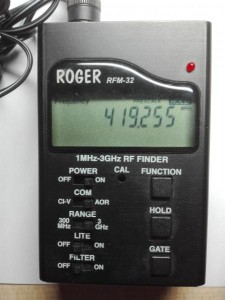 ROGER RFM-32
419.255
1MHz-3GHz RF FINDER
POWER CAL FUNCTION
OFF ON
COM
CI-V AOR
RANGE HOLD
300 MHz 3 GHz
LITE
OFF ON GATE
FILTER
OFF ON